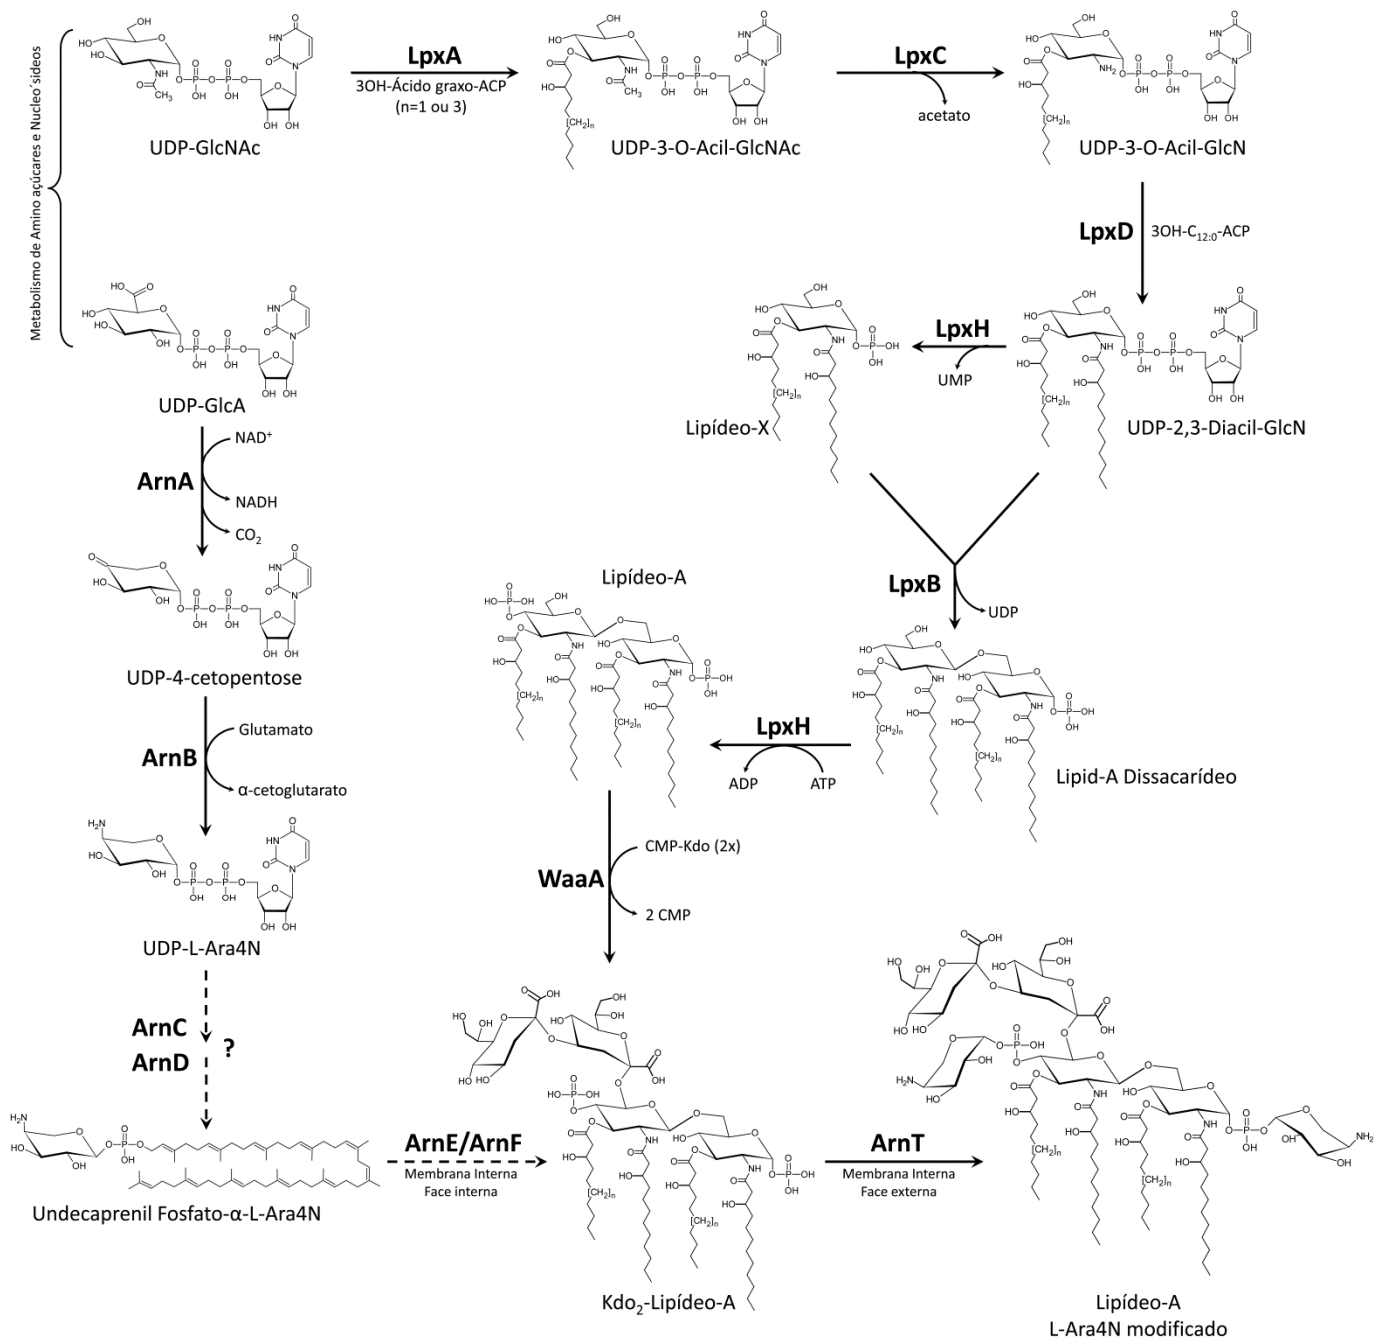 Metabolismo de Amino açúcares e Nucleo´sídeos
UDP-GlcNAc
LpxA
3OH-Ácido graxo-ACP
(n=1 ou 3)
UDP-3-O-Acil-GlcNAc
LpxC
acetato
UDP-3-O-Acil-GlcN
LpxD
3OH-C12:0-ACP
UDP-2,3-Diacil-GlcN
LpxH
UMP
Lipídeo-X
LpxB
UDP
Lipid-A Dissacarídeo
LpxH
ATP
ADP
Lipídeo-A
UDP-GlcA
ArnA
NAD+
NADH
CO2
UDP-4-cetopentose
ArnB
Glutamato
α-cetoglutarato
UDP-L-Ara4N
ArnC
ArnD
?
Undecaprenil Fosfato-α-L-Ara4N
WaaA
CMP-Kdo (2x)
2 CMP
ArnE/ArnF
Membrana Interna
Face interna
Kdo2-Lipídeo-A
ArnT
Membrana Interna
Face externa
Lipídeo-A
L-Ara4N modificado